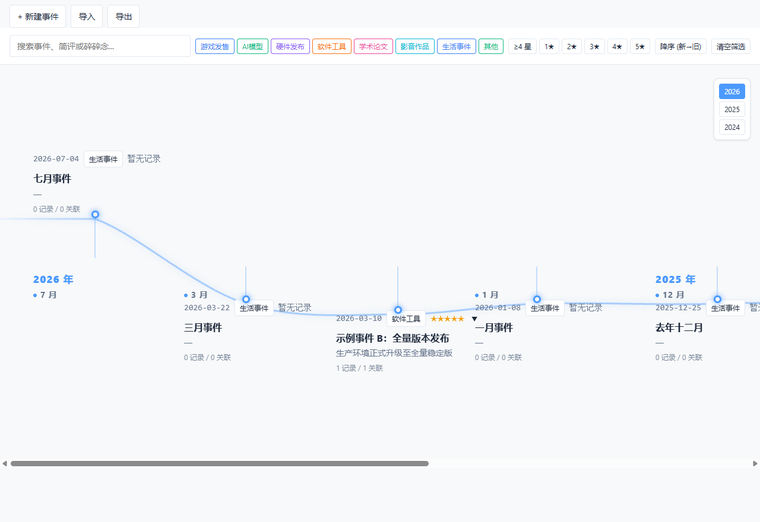 + 新建事件 导入 导出
搜索事件、简评或碎碎念... 游戏发售 AI模型 硬件发布 软件工具 学术论文 影音作品 生活事件 其他 ≥4 星 1★ 2★ 3★ 4★ 5★ 降序 (新→旧) 清空筛选
2026
2025
2024
2026-07-04 生活事件 暂无记录
七月事件
—
0 记录 / 0 关联
2026 年
7 月
3 月
2026-03-22 生活事件 暂无记录
三月事件
—
0 记录 / 0 关联
2026-03-10 软件工具 ★★★★★ ▼
示例事件 B：全量版本发布
生产环境正式升级至全量稳定版
1 记录 / 1 关联
1 月
2026-01-08 生活事件 暂无记录
一月事件
—
0 记录 / 0 关联
2025 年
12 月
2025-12-25 生活事件
去年十二月
—
0 记录 / 0 关联